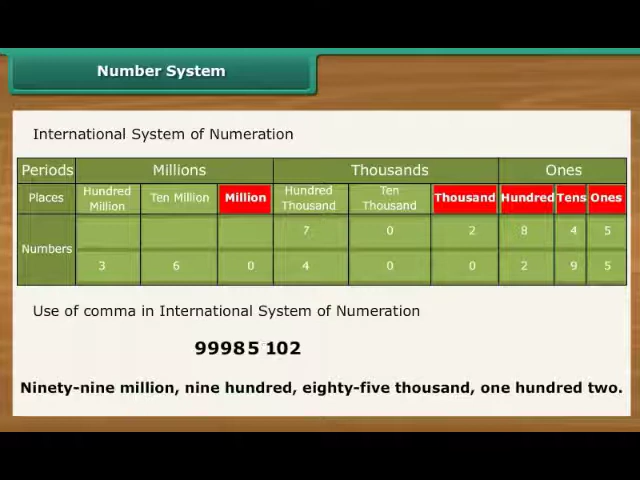 Number System
International System of Numeration
Periods Millions Thousands Ones
Places Hundred Million Ten Million Million Hundred Thousand Ten Thousand Thousand Hundred Tens Ones
Numbers
7 0 2 8 4 5
3 6 0 4 0 0 2 9 5
Use of comma in International System of Numeration
99985 102
Ninety-nine million, nine hundred, eighty-five thousand, one hundred two.